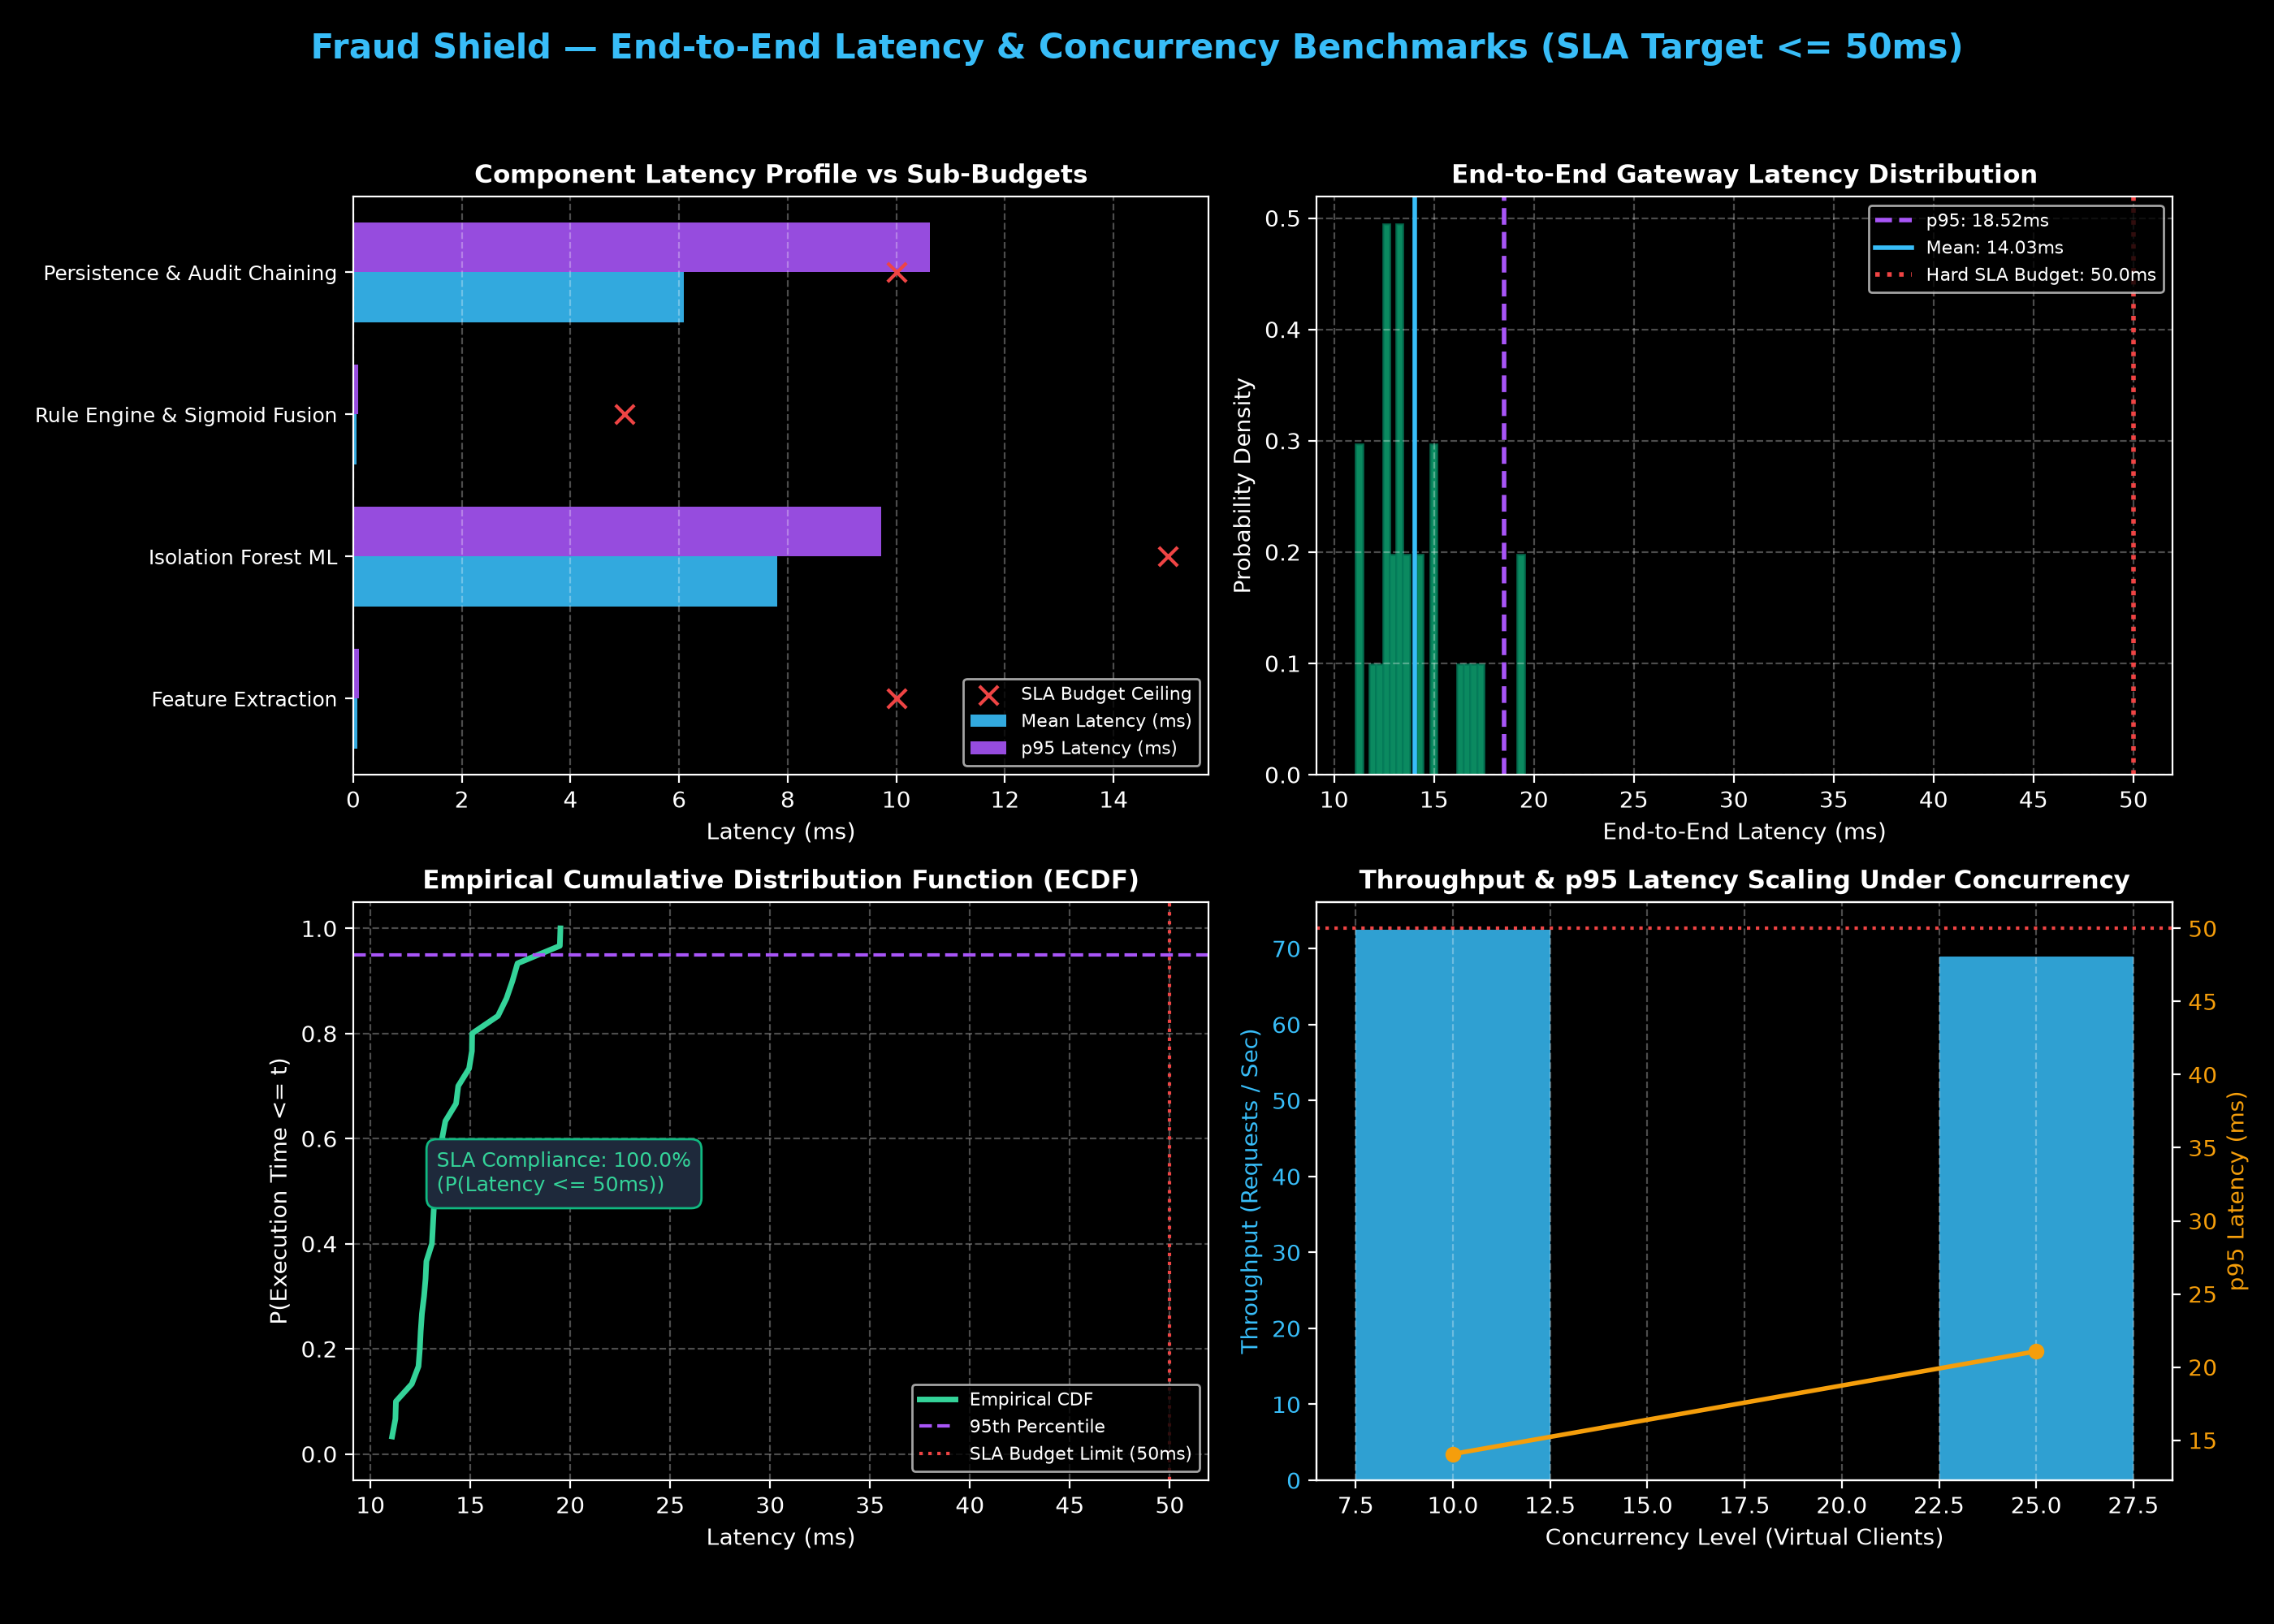 Fraud Shield — End-to-End Latency & Concurrency Benchmarks (SLA Target <= 50ms)
Component Latency Profile vs Sub-Budgets
Persistence & Audit Chaining
Rule Engine & Sigmoid Fusion
Isolation Forest ML
Feature Extraction
SLA Budget Ceiling
Mean Latency (ms)
p95 Latency (ms)
0 2 4 6 8 10 12 14
Latency (ms)
End-to-End Gateway Latency Distribution
Probability Density
0.5
0.4
0.3
0.2
0.1
0.0
p95: 18.52ms
Mean: 14.03ms
Hard SLA Budget: 50.0ms
10 15 20 25 30 35 40 45 50
End-to-End Latency (ms)
Empirical Cumulative Distribution Function (ECDF)
P(Execution Time <= t)
1.0
0.8
0.6
0.4
0.2
0.0
SLA Compliance: 100.0%
(P(Latency <= 50ms))
Empirical CDF
95th Percentile
SLA Budget Limit (50ms)
10 15 20 25 30 35 40 45 50
Latency (ms)
Throughput & p95 Latency Scaling Under Concurrency
Throughput (Requests / Sec)
70
60
50
40
30
20
10
0
50
45
40
35
30
25
20
15
p95 Latency (ms)
7.5 10.0 12.5 15.0 17.5 20.0 22.5 25.0 27.5
Concurrency Level (Virtual Clients)